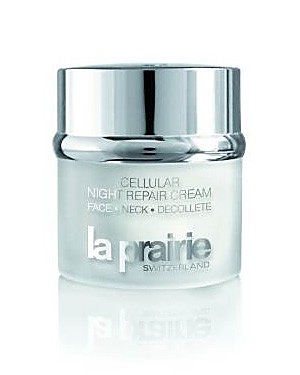 CELLULAR
NIGHT REPAIR CREAM
FACE • NECK • DECOLLETE
la prairie
SWITZERLAND